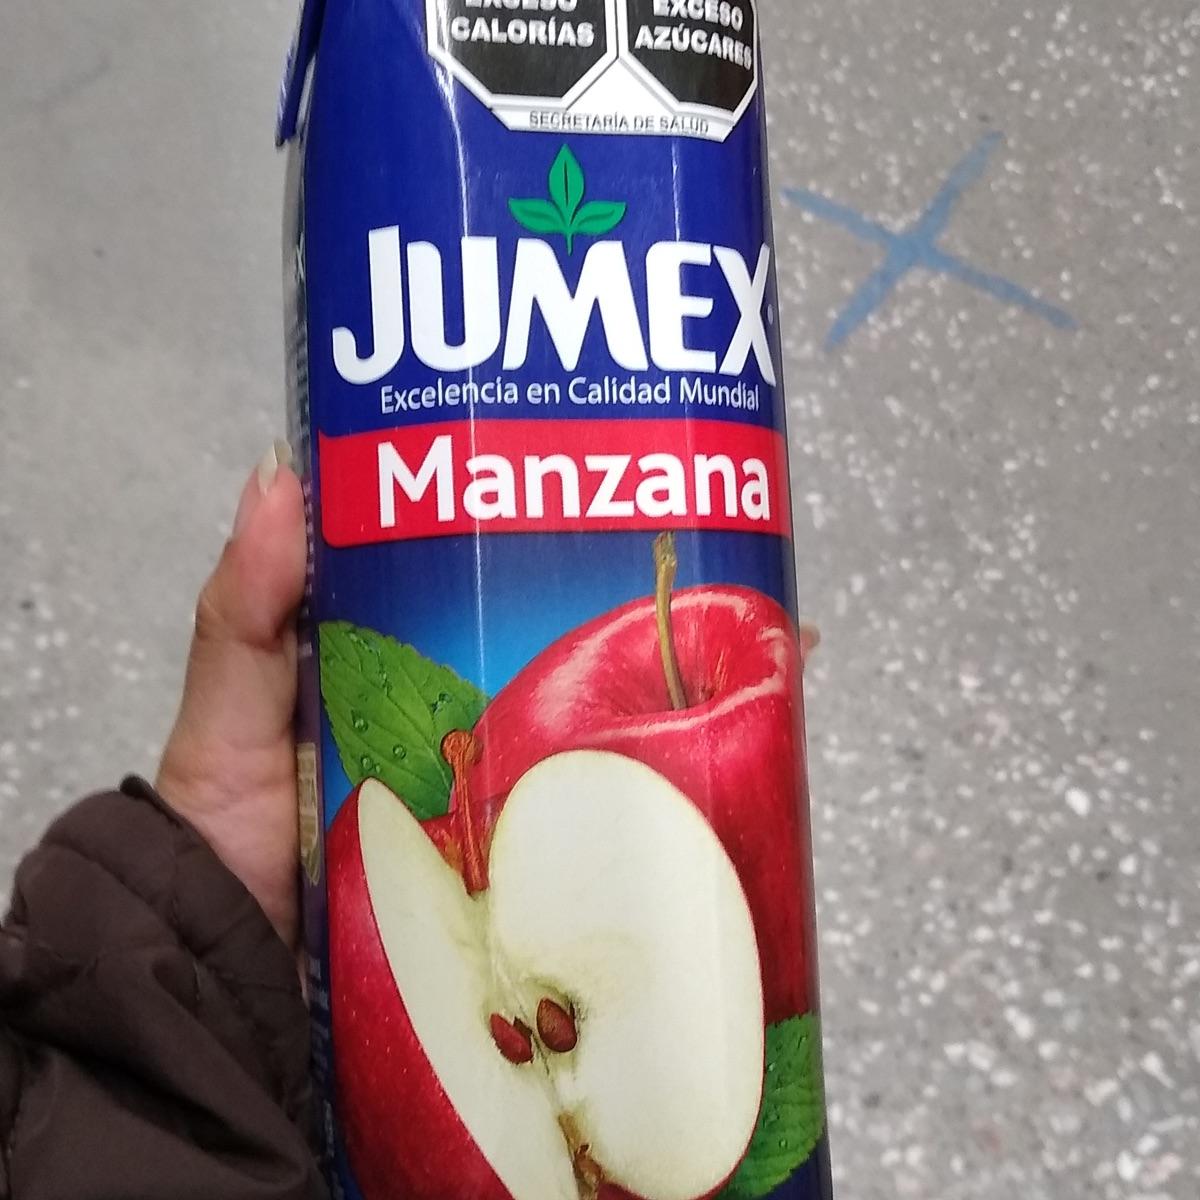 EXCESO CALORÍAS
EXCESO AZÚCARES
SECRETARÍA DE SALUD
JUMEX
Excelencia en Calidad Mundial
Manzana